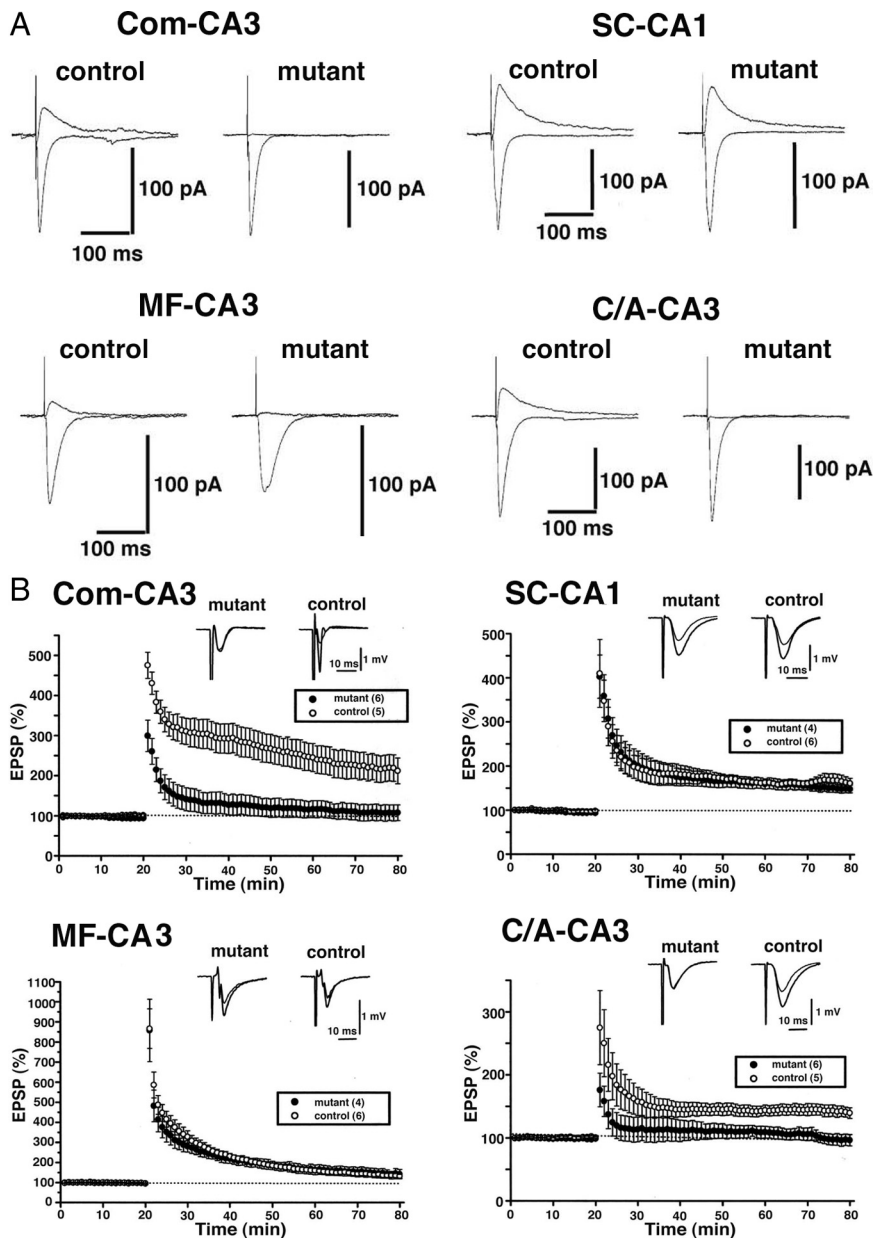 A
Com-CA3
control
mutant
100 pA
100 pA
100 ms
SC-CA1
control
mutant
100 pA
100 pA
100 ms
MF-CA3
control
mutant
100 pA
100 pA
100 ms
C/A-CA3
control
mutant
100 pA
100 pA
100 ms
B
Com-CA3
mutant
control
10 ms
1 mV
mutant (6)
control (5)
EPSP (%)
500
400
300
200
100
0
0 10 20 30 40 50 60 70 80
Time (min)
SC-CA1
mutant
control
10 ms
1 mV
mutant (4)
control (6)
EPSP (%)
500
400
300
200
100
0
0 10 20 30 40 50 60 70 80
Time (min)
MF-CA3
mutant
control
10 ms
1 mV
mutant (4)
control (6)
EPSP (%)
1100
1000
900
800
700
600
500
400
300
200
100
0
0 10 20 30 40 50 60 70 80
Time (min)
C/A-CA3
mutant
control
10 ms
1 mV
mutant (6)
control (5)
EPSP (%)
300
200
100
0
0 10 20 30 40 50 60 70 80
Time (min)